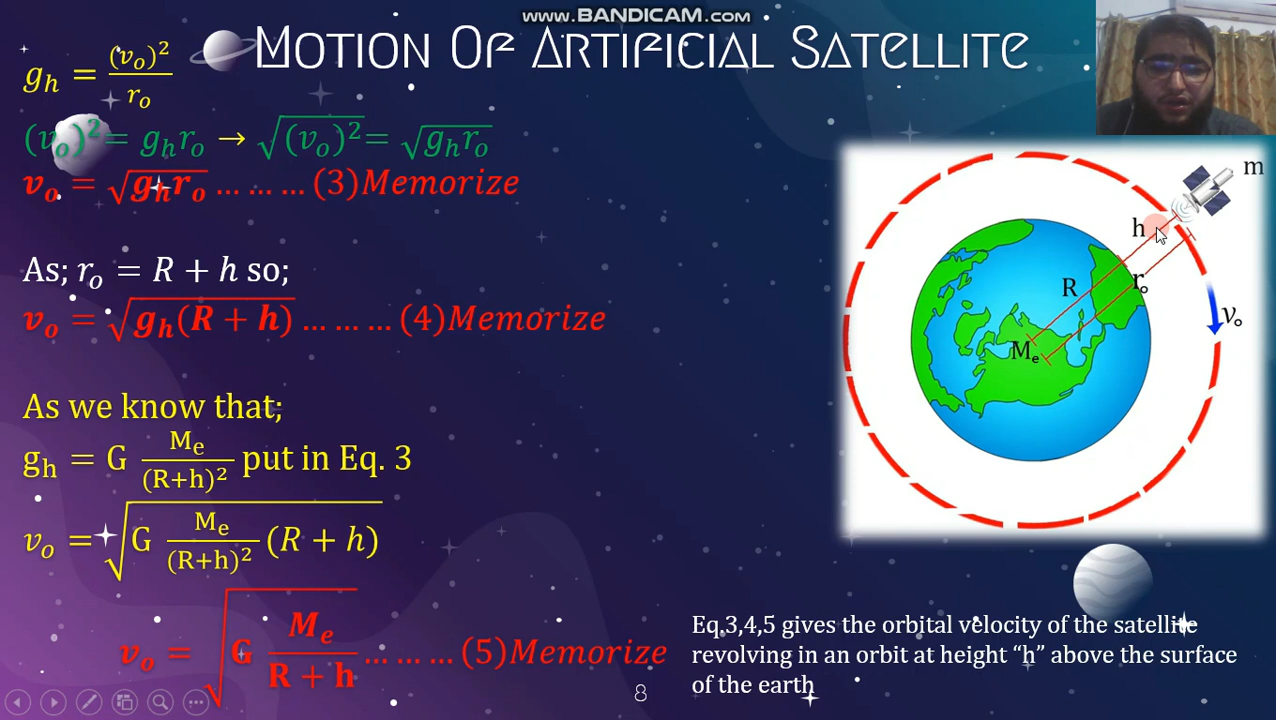 www.BANDICAM.com
MOTION OF ARTIFICIAL SATELLITE
g_h = (v_o)²/r_o
(v_o)² = g_h r_o → √(v_o)² = √g_h r_o
v_o = √g_h r_o … … … (3)Memorize
As; r_o = R + h so;
v_o = √g_h(R + h) … … … (4)Memorize
As we know that;
g_h = G M_e/(R+h)² put in Eq. 3
v_o = √G M_e/(R+h)² (R + h)
v_o = √G M_e/(R + h) … … … (5)Memorize
m
h
R
r_o
M_e
v_o
Eq.3,4,5 gives the orbital velocity of the satellite
revolving in an orbit at height “h” above the surface
of the earth
8